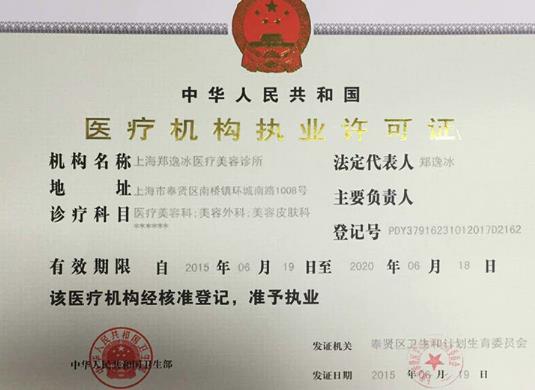 中华人民共和国
医疗机构执业许可证
机构名称 上海郑逸冰医疗美容诊所 法定代表人 郑逸冰
地 址 上海市奉贤区南桥镇环城南路1008号 主要负责人
诊疗科目 医疗美容科;美容外科;美容皮肤科
****** 登记号 PDY37916231012017D2162
有效期限 自 2015 年 06 月 19 日至 2020 年 06 月 18 日
该医疗机构经核准登记，准予执业
中华人民共和国卫生部
发证机关 奉贤区卫生和计划生育委员会
发证日期 2015 年 06 月 19 日